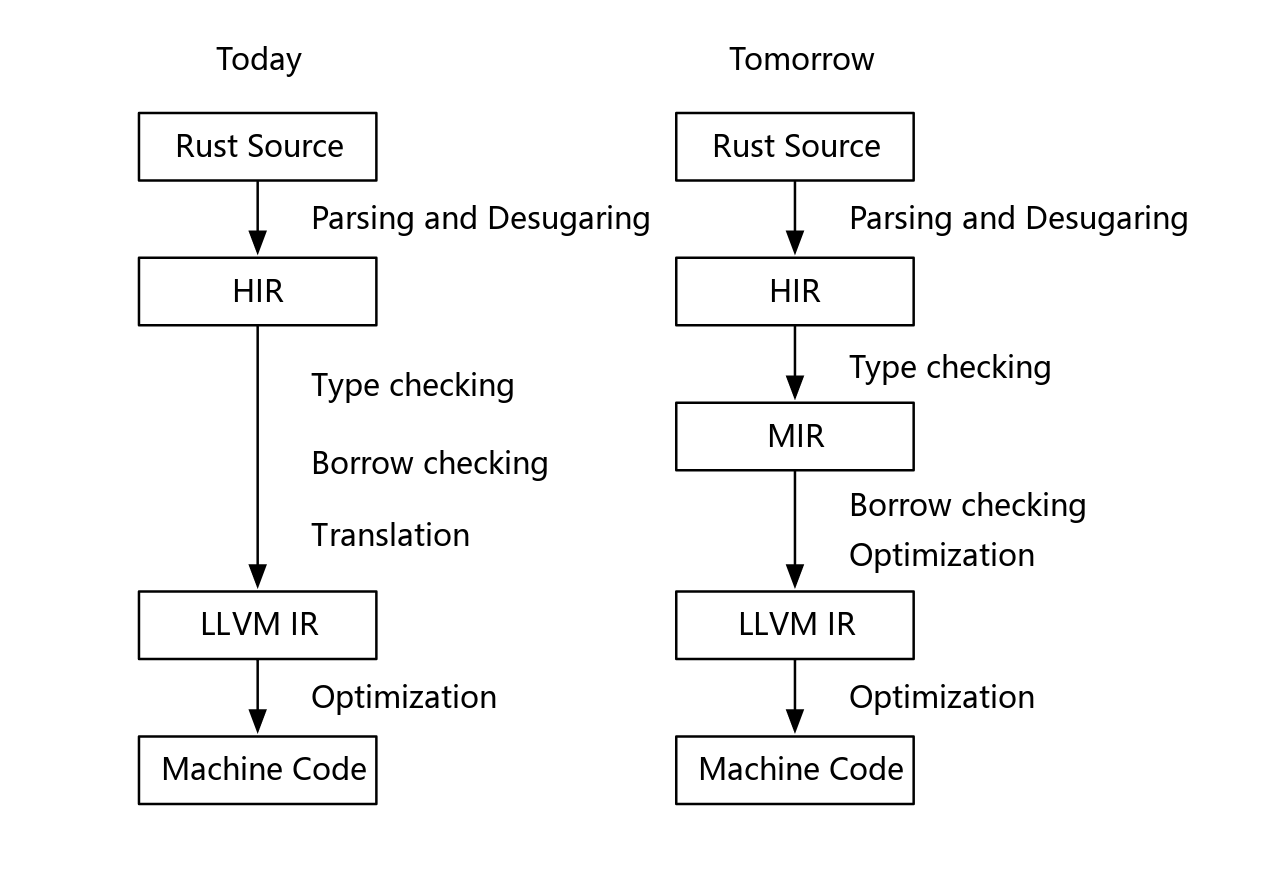 Today
Rust Source
Parsing and Desugaring
HIR
Type checking
Borrow checking
Translation
LLVM IR
Optimization
Machine Code
Tomorrow
Rust Source
Parsing and Desugaring
HIR
Type checking
MIR
Borrow checking
Optimization
LLVM IR
Optimization
Machine Code